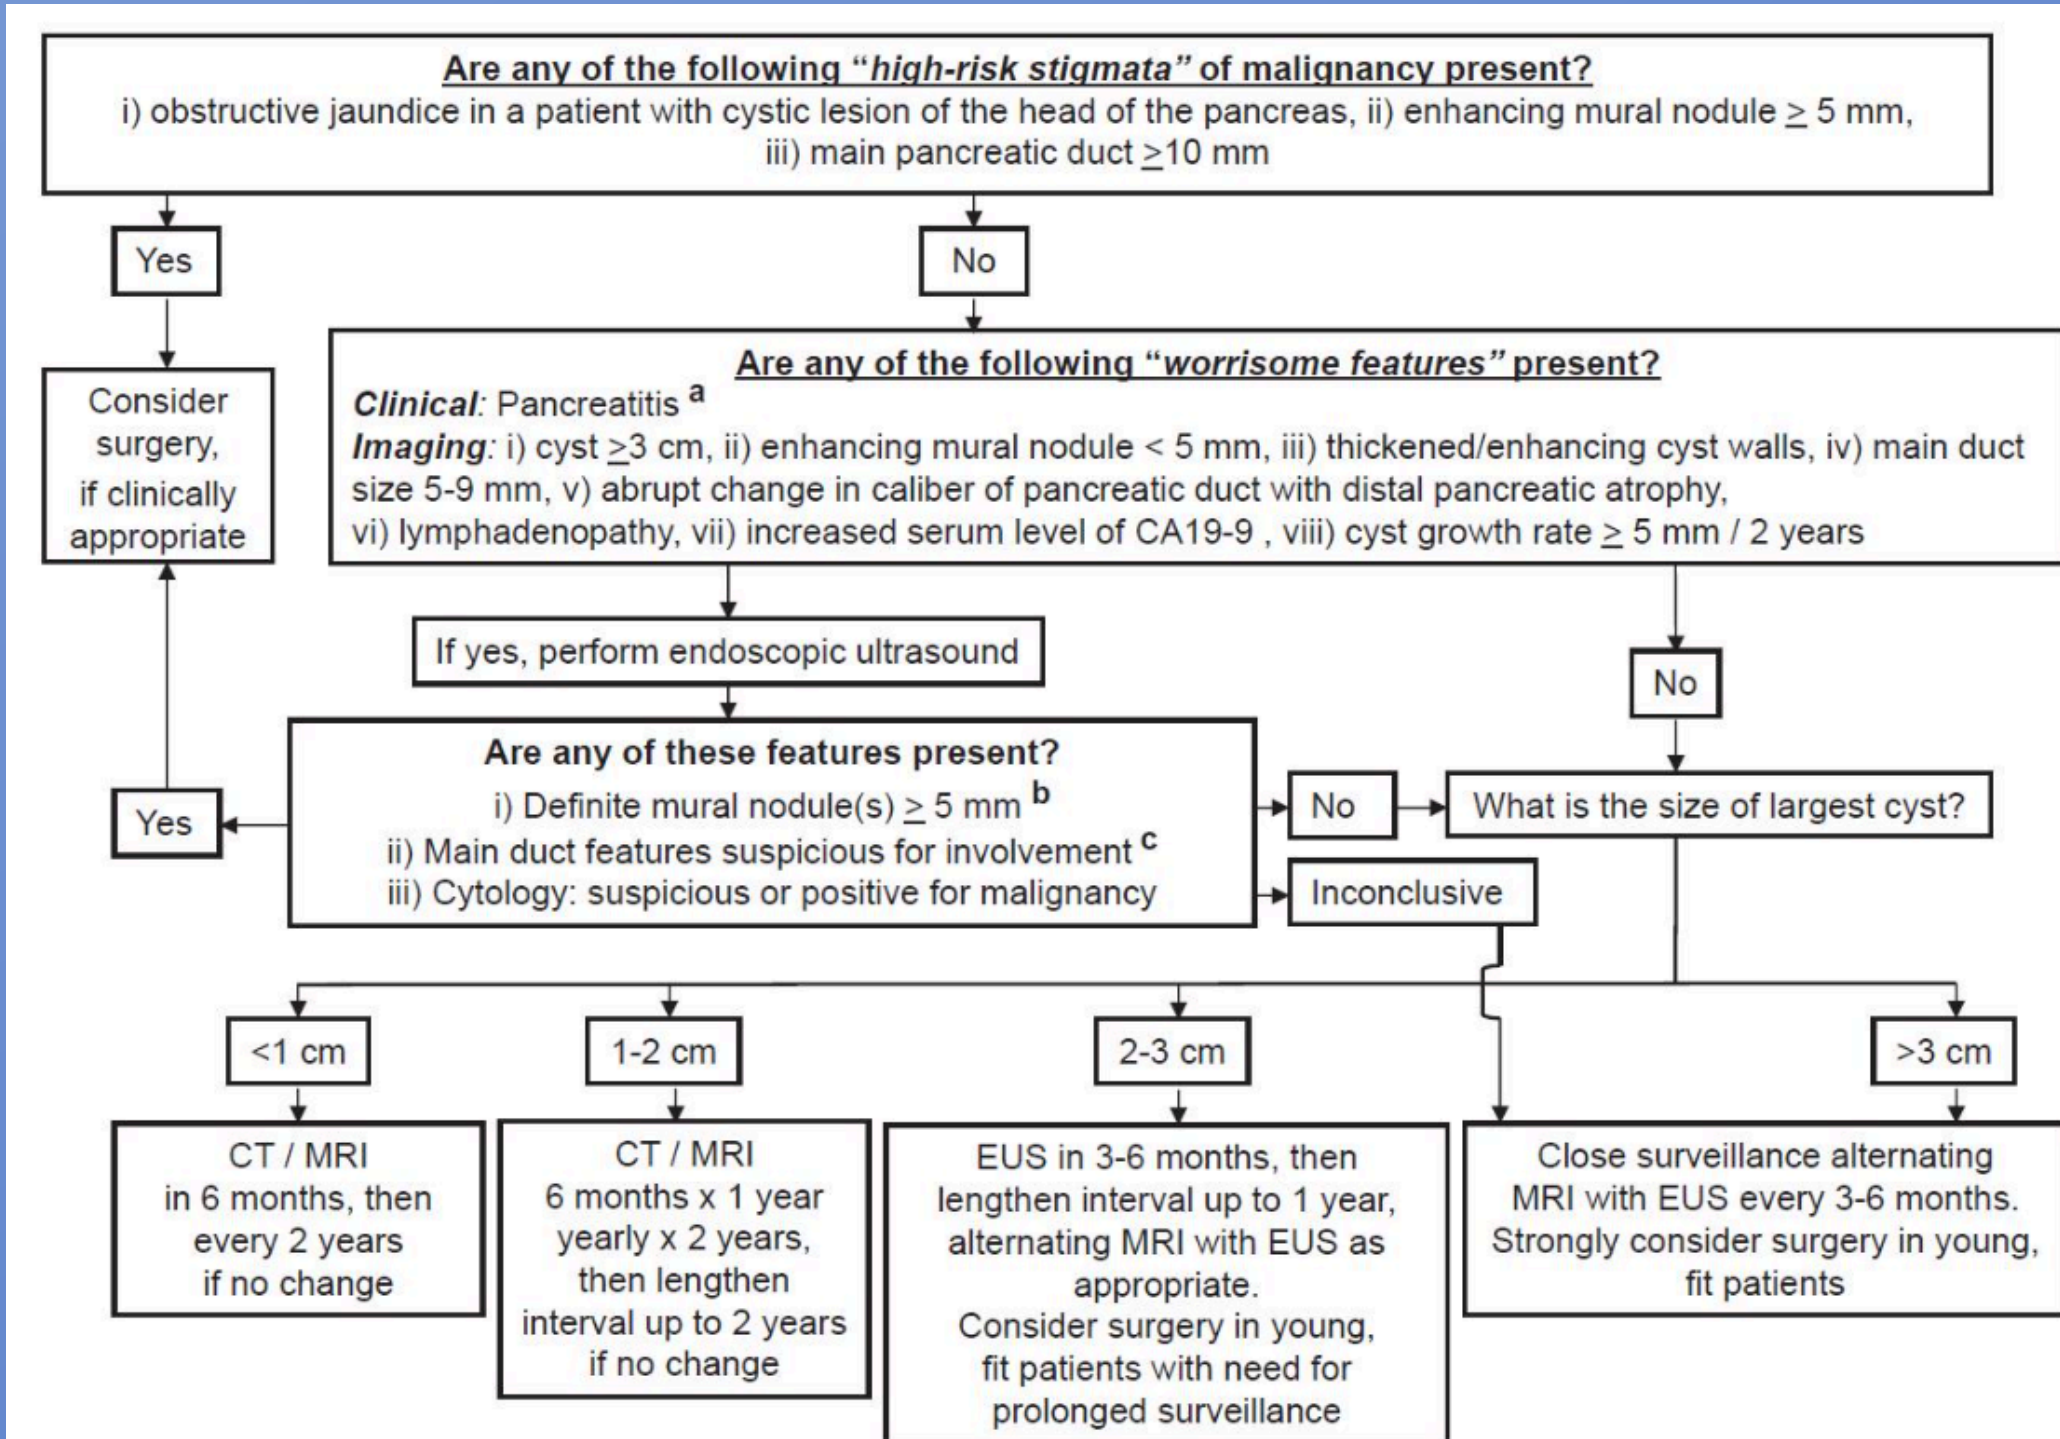 Are any of the following “high-risk stigmata” of malignancy present?
i) obstructive jaundice in a patient with cystic lesion of the head of the pancreas, ii) enhancing mural nodule ≥ 5 mm,
iii) main pancreatic duct ≥10 mm
Yes
No
Consider
surgery,
if clinically
appropriate
Are any of the following “worrisome features” present?
Clinical: Pancreatitis a
Imaging: i) cyst ≥3 cm, ii) enhancing mural nodule < 5 mm, iii) thickened/enhancing cyst walls, iv) main duct
size 5-9 mm, v) abrupt change in caliber of pancreatic duct with distal pancreatic atrophy,
vi) lymphadenopathy, vii) increased serum level of CA19-9 , viii) cyst growth rate ≥ 5 mm / 2 years
If yes, perform endoscopic ultrasound
No
Are any of these features present?
i) Definite mural nodule(s) ≥ 5 mm b
ii) Main duct features suspicious for involvement c
iii) Cytology: suspicious or positive for malignancy
Yes
No
What is the size of largest cyst?
Inconclusive
<1 cm
1-2 cm
2-3 cm
>3 cm
CT / MRI
in 6 months, then
every 2 years
if no change
CT / MRI
6 months x 1 year
yearly x 2 years,
then lengthen
interval up to 2 years
if no change
EUS in 3-6 months, then
lengthen interval up to 1 year,
alternating MRI with EUS as
appropriate.
Consider surgery in young,
fit patients with need for
prolonged surveillance
Close surveillance alternating
MRI with EUS every 3-6 months.
Strongly consider surgery in young,
fit patients